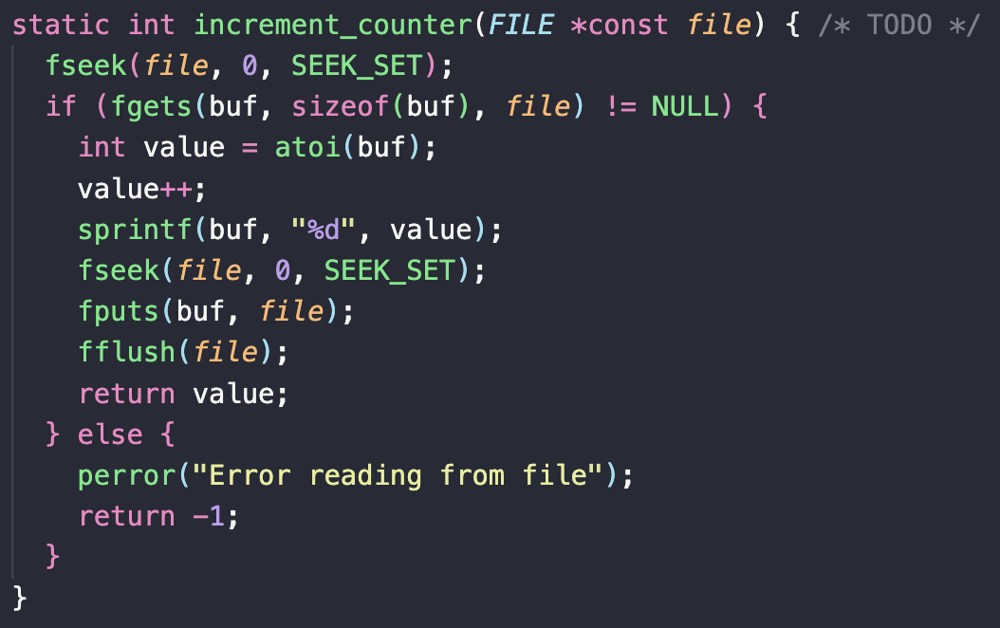 static int increment_counter(FILE *const file) { /* TODO */
  fseek(file, 0, SEEK_SET);
  if (fgets(buf, sizeof(buf), file) != NULL) {
    int value = atoi(buf);
    value++;
    sprintf(buf, "%d", value);
    fseek(file, 0, SEEK_SET);
    fputs(buf, file);
    fflush(file);
    return value;
  } else {
    perror("Error reading from file");
    return -1;
  }
}